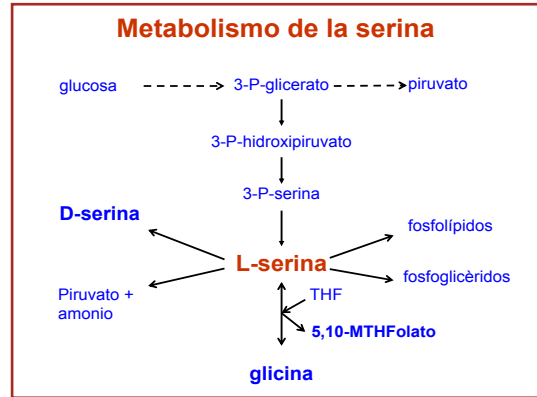 Metabolismo de la serina
glucosa
3-P-glicerato
piruvato
3-P-hidroxipiruvato
3-P-serina
D-serina
fosfolípidos
L-serina
fosfoglicèridos
Piruvato +
amonio
THF
5,10-MTHFolato
glicina